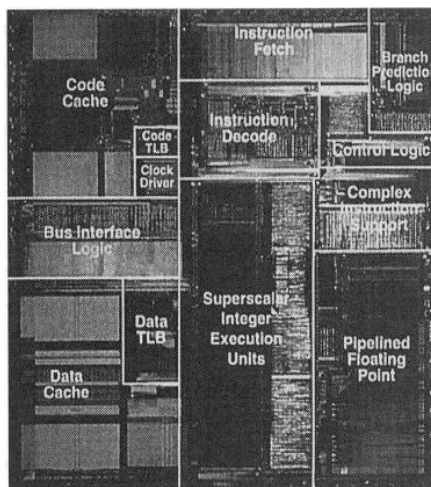 Instruction
Fetch
Branch
Prediction
Logic
Code
Cache
Code
TLB
Instruction
Decode
Control Logic
Clock
Driver
Complex
Instruction
Support
Bus Interface
Logic
Superscalar
Integer
Execution
Units
Data
TLB
Pipelined
Floating
Point
Data
Cache